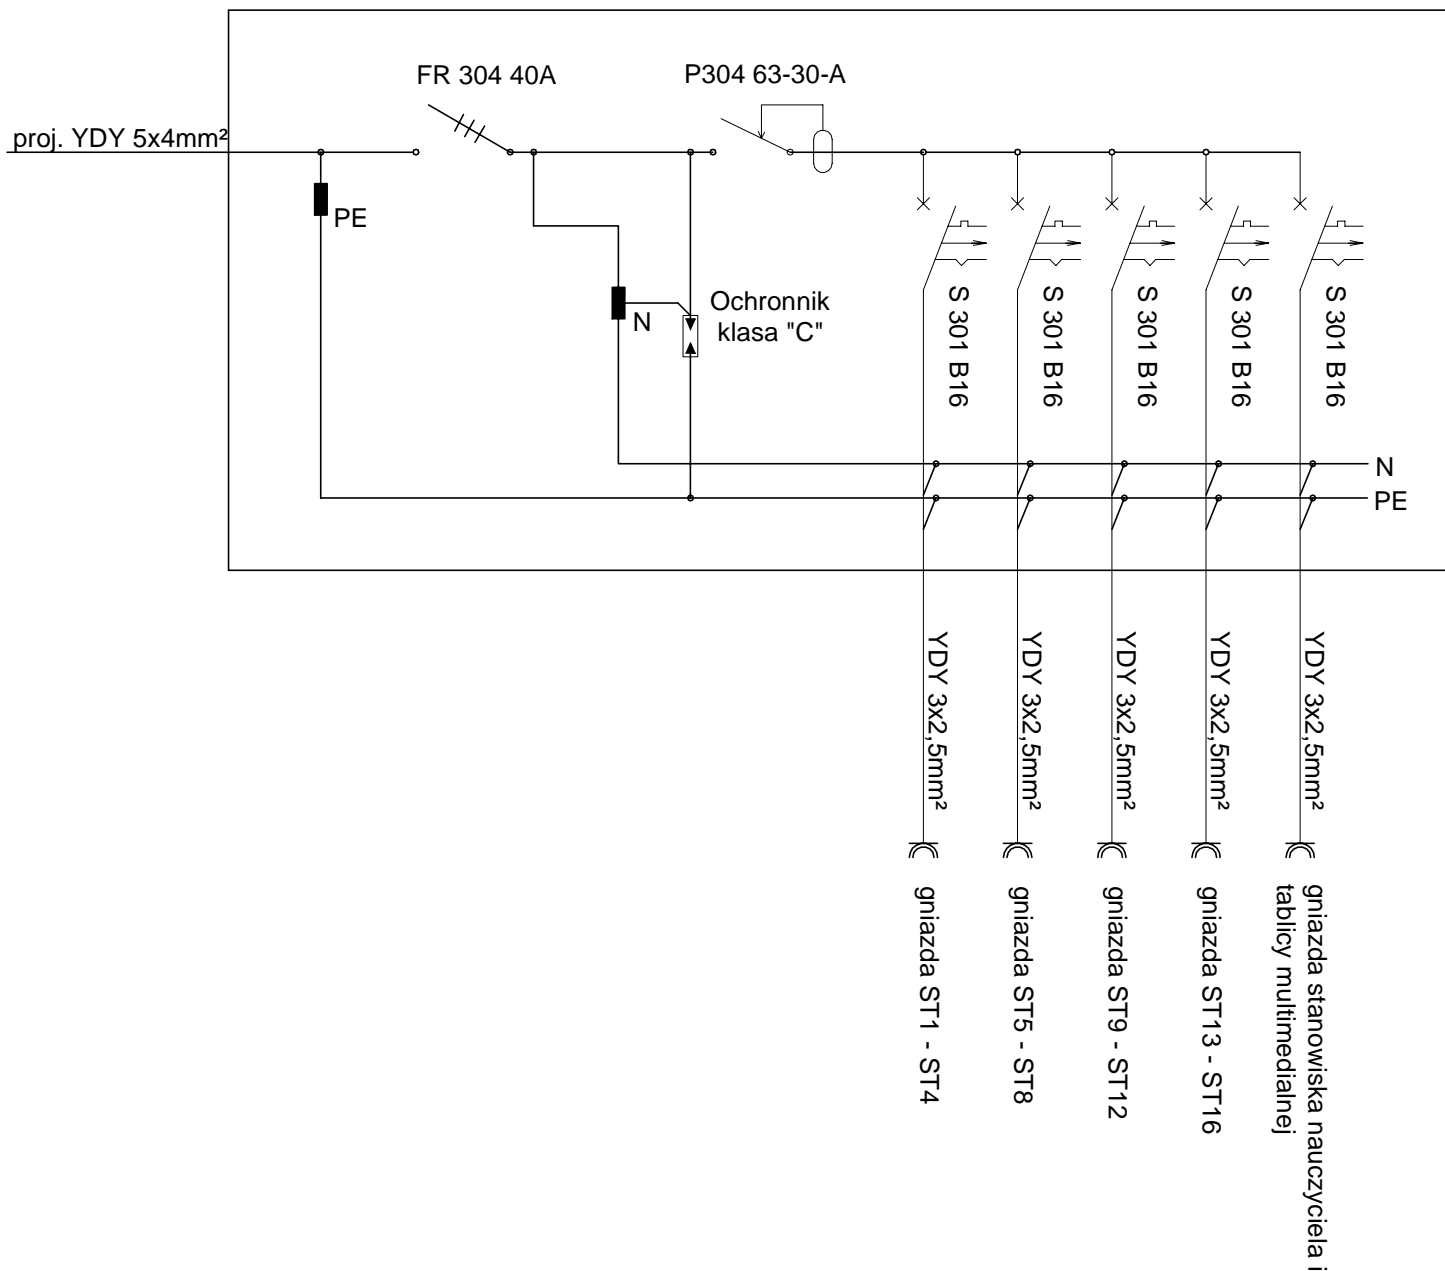 FR 304 40A
P304 63-30-A
proj. YDY 5x4mm²
PE
Ochronnik
klasa "C"
N
S 301 B16
S 301 B16
S 301 B16
S 301 B16
S 301 B16
N
PE
YDY 3x2,5mm²
YDY 3x2,5mm²
YDY 3x2,5mm²
YDY 3x2,5mm²
YDY 3x2,5mm²
gniazda ST1 - ST4
gniazda ST5 - ST8
gniazda ST9 - ST12
gniazda ST13 - ST16
gniazda stanowiska nauczyciela i
tablicy multimedialnej